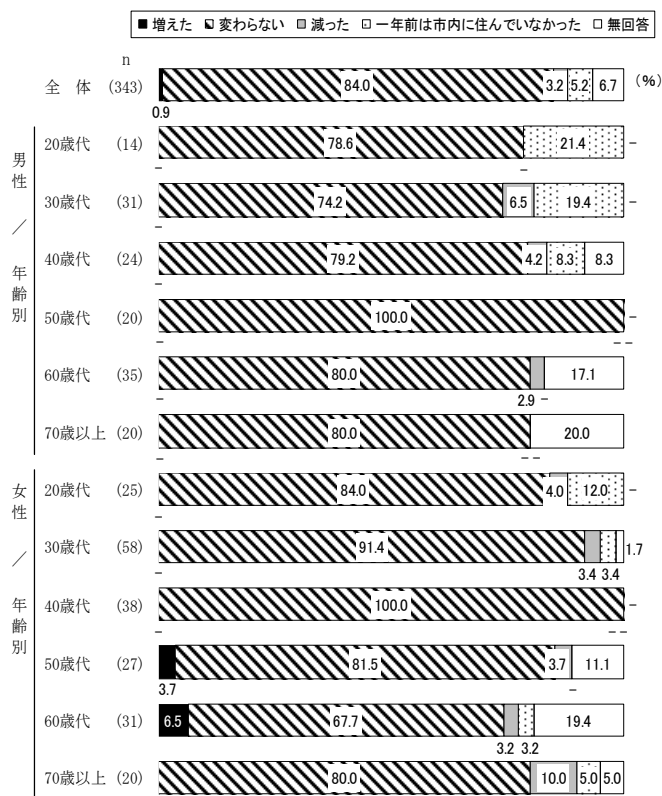 ■ 増えた ▧ 変わらない ■ 減った ⊡ 一年前は市内に住んでいなかった □ 無回答
n
全 体 (343) 84.0 3.2 5.2 6.7 (%)
0.9
男性／年齢別
20歳代 (14) 78.6 21.4 －
－ －
30歳代 (31) 74.2 6.5 19.4 －
－
40歳代 (24) 79.2 4.2 8.3 8.3
－
50歳代 (20) 100.0 －
－ － －
60歳代 (35) 80.0 17.1
－ 2.9 －
70歳以上 (20) 80.0 20.0
－ － －
女性／年齢別
20歳代 (25) 84.0 4.0 12.0 －
－
30歳代 (58) 91.4 1.7
－ 3.4 3.4
40歳代 (38) 100.0 －
－ － －
50歳代 (27) 81.5 3.7 11.1
3.7 －
60歳代 (31) 6.5 67.7 19.4
3.2 3.2
70歳以上 (20) 80.0 10.0 5.0 5.0